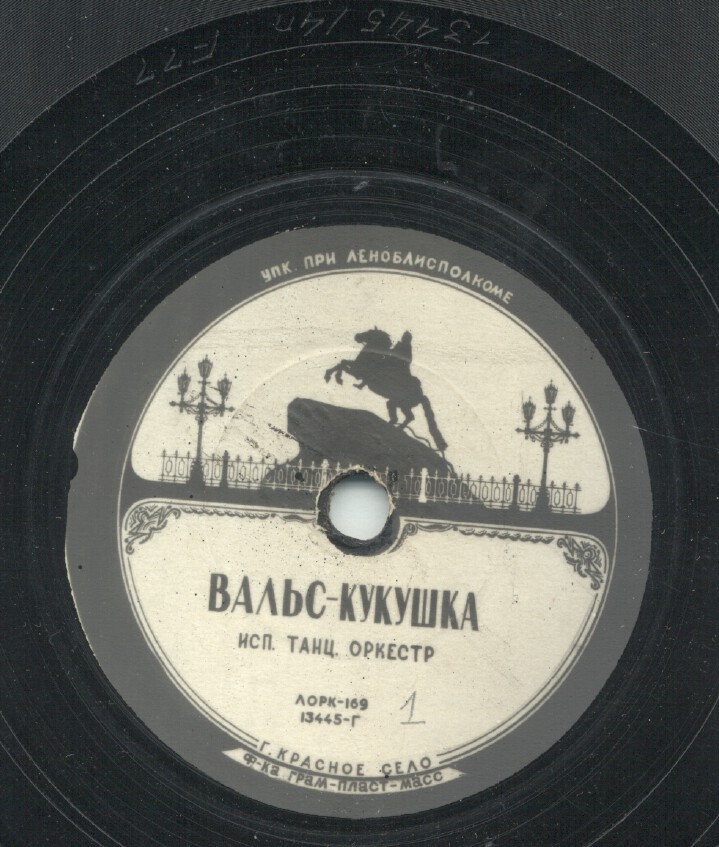 13445/4п F77
УПК. ПРИ ЛЕНОБЛИСПОЛКОМЕ
ВАЛЬС-КУКУШКА
ИСП. ТАНЦ. ОРКЕСТР
ЛОРК-169
13445-Г
1
Г. КРАСНОЕ СЕЛО
Ф-КА ГРАМ-ПЛАСТ-МАСС